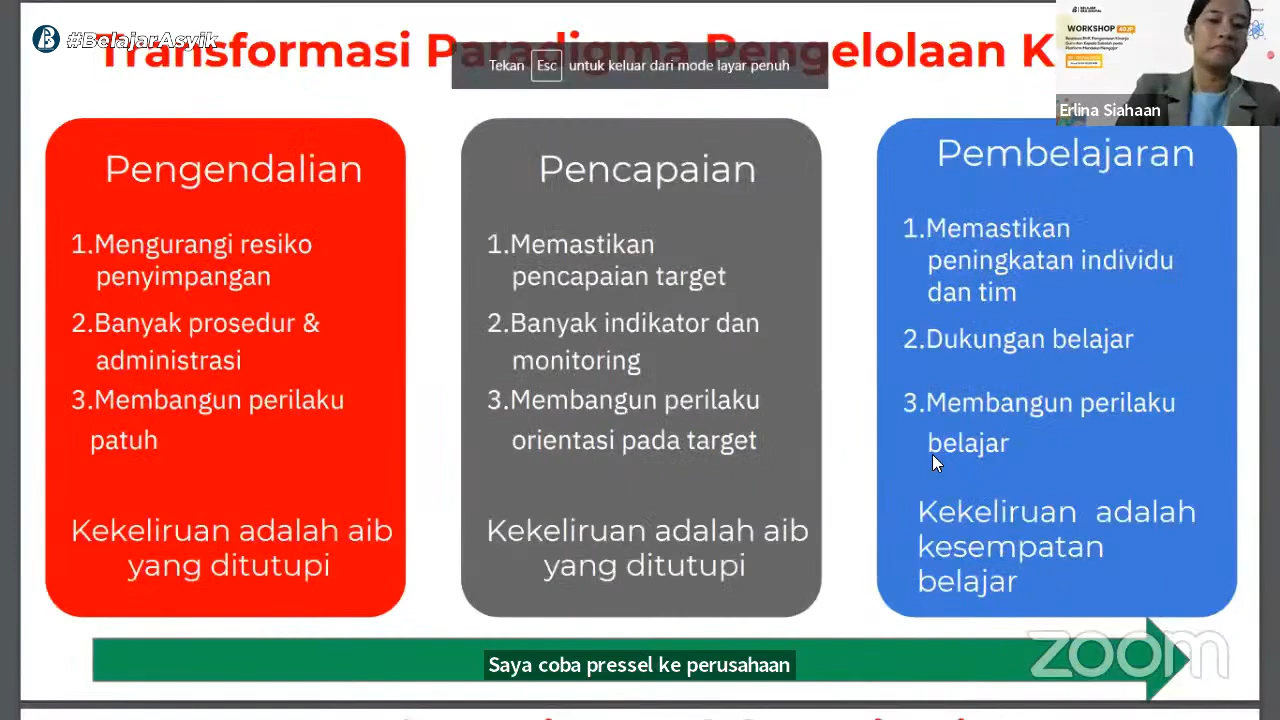 #BelajarAsyik
Transformasi Paradigma Pengelolaan K
Tekan Esc untuk keluar dari mode layar penuh
BELAJAR
WORKSHOP 40JP
Erlina Siahaan
Pengendalian
1.Mengurangi resiko
penyimpangan
2.Banyak prosedur &
administrasi
3.Membangun perilaku
patuh
Kekeliruan adalah aib
yang ditutupi
Pencapaian
1.Memastikan
pencapaian target
2.Banyak indikator dan
monitoring
3.Membangun perilaku
orientasi pada target
Kekeliruan adalah aib
yang ditutupi
Pembelajaran
1.Memastikan
peningkatan individu
dan tim
2.Dukungan belajar
3.Membangun perilaku
belajar
Kekeliruan adalah
kesempatan
belajar
Saya coba pressel ke perusahaan
zoom